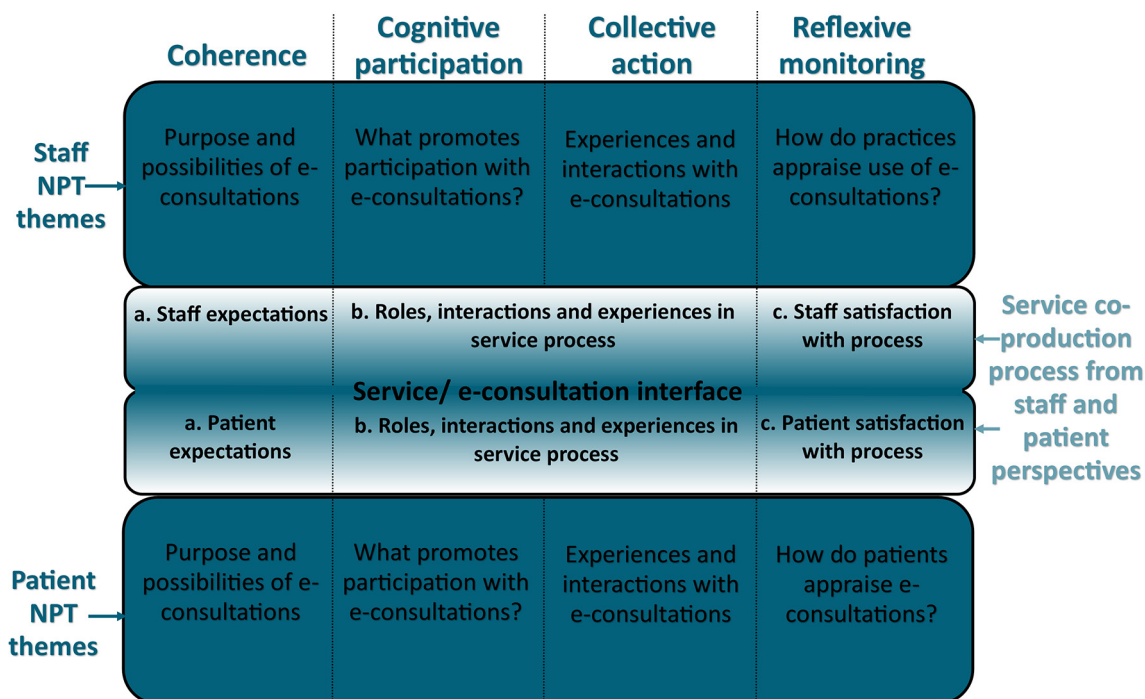 Coherence
Cognitive
participation
Collective
action
Reflexive
monitoring
Staff
NPT
themes
Purpose and
possibilities of e-
consultations
What promotes
participation with
e-consultations?
Experiences and
interactions with
e-consultations
How do practices
appraise use of e-
consultations?
a. Staff expectations
b. Roles, interactions and experiences in
service process
c. Staff satisfaction
with process
Service/ e-consultation interface
a. Patient
expectations
b. Roles, interactions and experiences in
service process
c. Patient satisfaction
with process
Service co-
production
process from
staff and
patient
perspectives
Patient
NPT
themes
Purpose and
possibilities of e-
consultations
What promotes
participation with
e-consultations?
Experiences and
interactions with
e-consultations
How do patients
appraise e-
consultations?